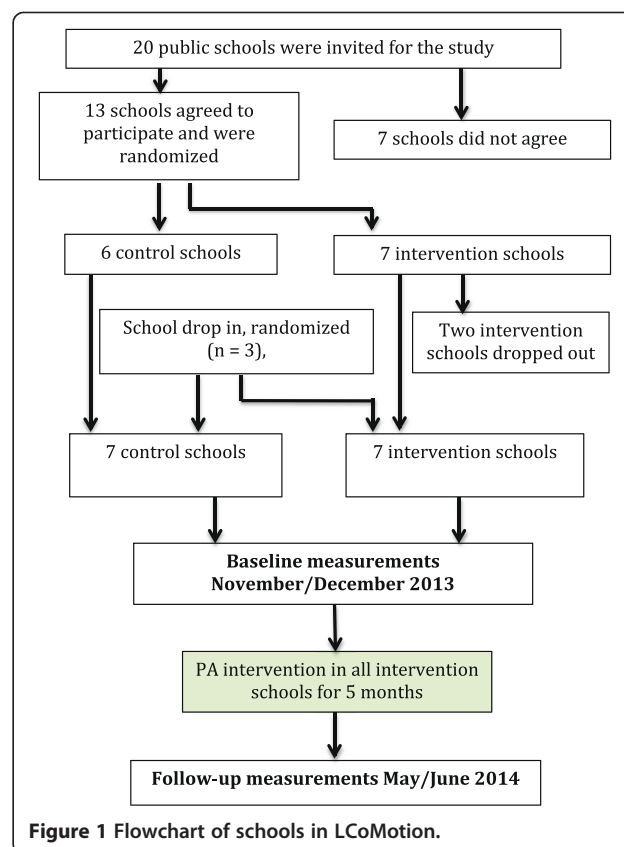 20 public schools were invited for the study
13 schools agreed to
participate and were
randomized
7 schools did not agree
6 control schools
7 intervention schools
School drop in, randomized
(n = 3),
Two intervention
schools dropped out
7 control schools
7 intervention schools
Baseline measurements
November/December 2013
PA intervention in all intervention
schools for 5 months
Follow-up measurements May/June 2014
Figure 1 Flowchart of schools in LCoMotion.